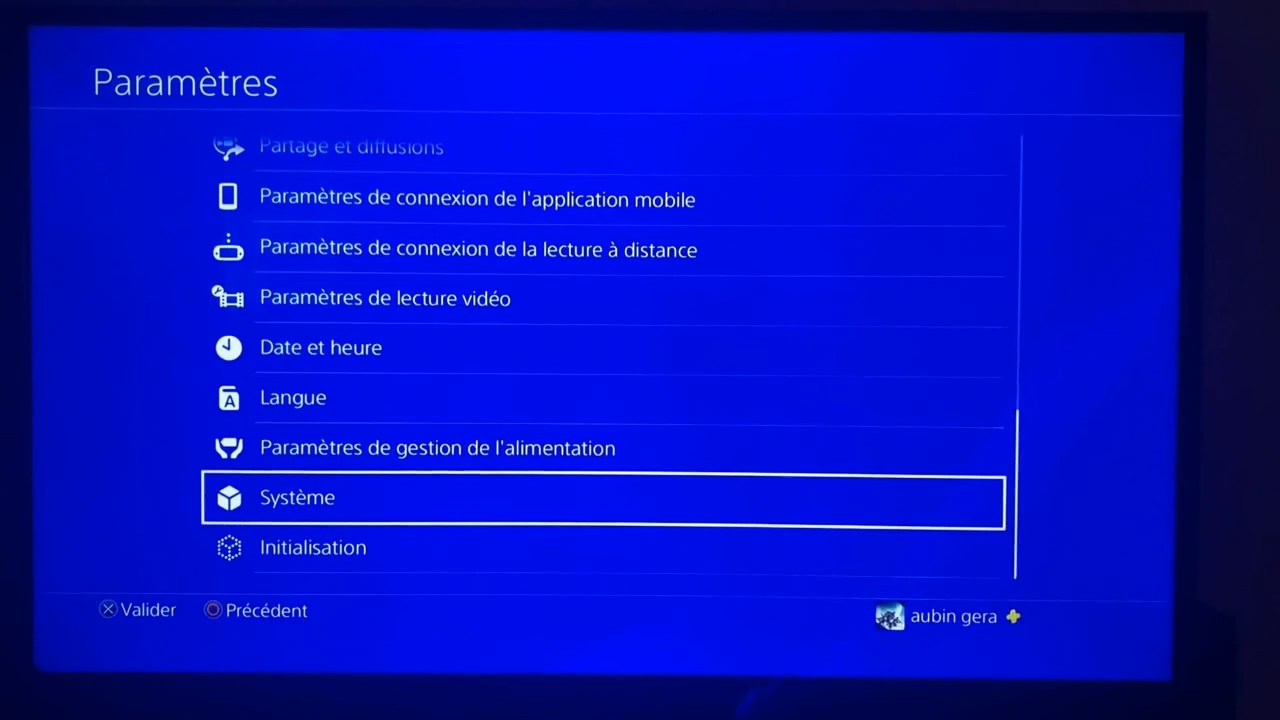 Paramètres
Partage et diffusions
Paramètres de connexion de l'application mobile
Paramètres de connexion de la lecture à distance
Paramètres de lecture vidéo
Date et heure
Langue
Paramètres de gestion de l'alimentation
Système
Initialisation
Valider Précédent aubin gera